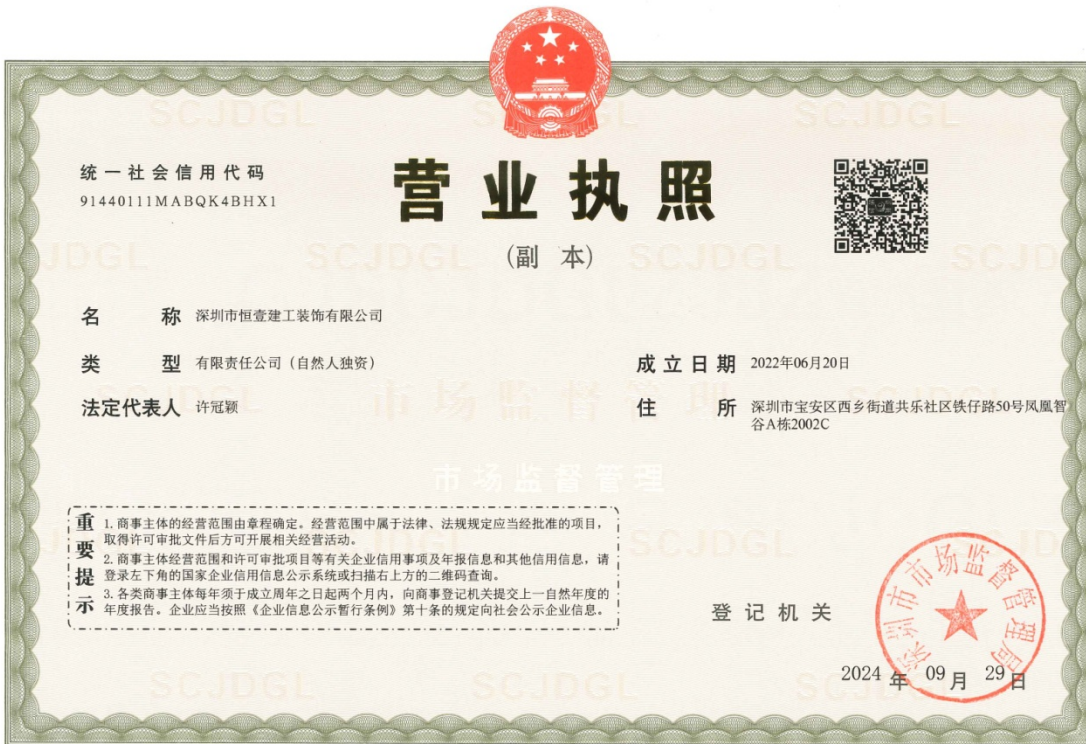 统一社会信用代码
91440111MABQK4BHX1
营业执照
(副 本)
名 称 深圳市恒壹建工装饰有限公司
类 型 有限责任公司（自然人独资）
成立日期 2022年06月20日
法定代表人 许冠颖
住 所 深圳市宝安区西乡街道共乐社区铁仔路50号凤凰智
谷A栋2002C
市场监督管理
市场监督管理
重要提示
1. 商事主体的经营范围由章程确定。经营范围中属于法律、法规规定应当经批准的项目，
取得许可审批文件后方可开展相关经营活动。
2. 商事主体经营范围和许可审批项目等有关企业信用事项及年报信息和其他信用信息，请
登录左下角的国家企业信用信息公示系统或扫描右上方的二维码查询。
3. 各类商事主体每年须于成立周年之日起两个月内，向商事登记机关提交上一自然年度的
年度报告。企业应当按照《企业信息公示暂行条例》第十条的规定向社会公示企业信息。
登记机关
深圳市市场监督管理局
2024 年 09 月 29 日
SCJDGL